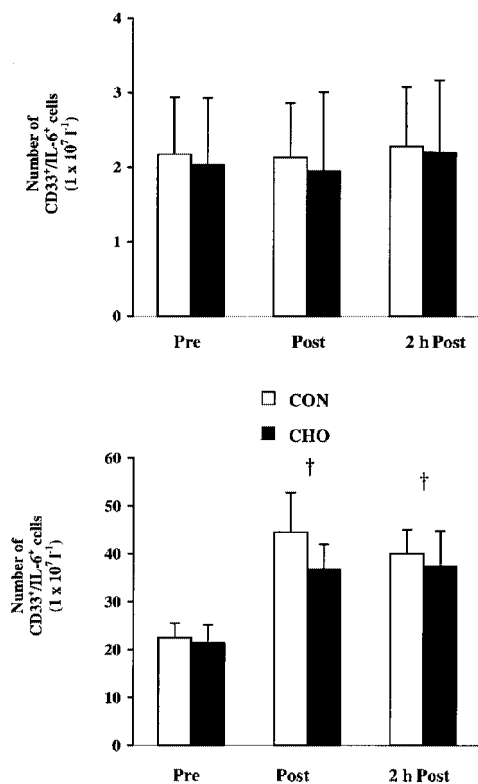 4
3
2
1
0
Number of
CD33⁺/IL-6⁺ cells
(1 x 10⁷ l⁻¹)
Pre Post 2 h Post
CON
CHO
60
50
40
30
20
10
0
Number of
CD33⁺/IL-6⁺ cells
(1 x 10⁷ l⁻¹)
† †
Pre Post 2 h Post